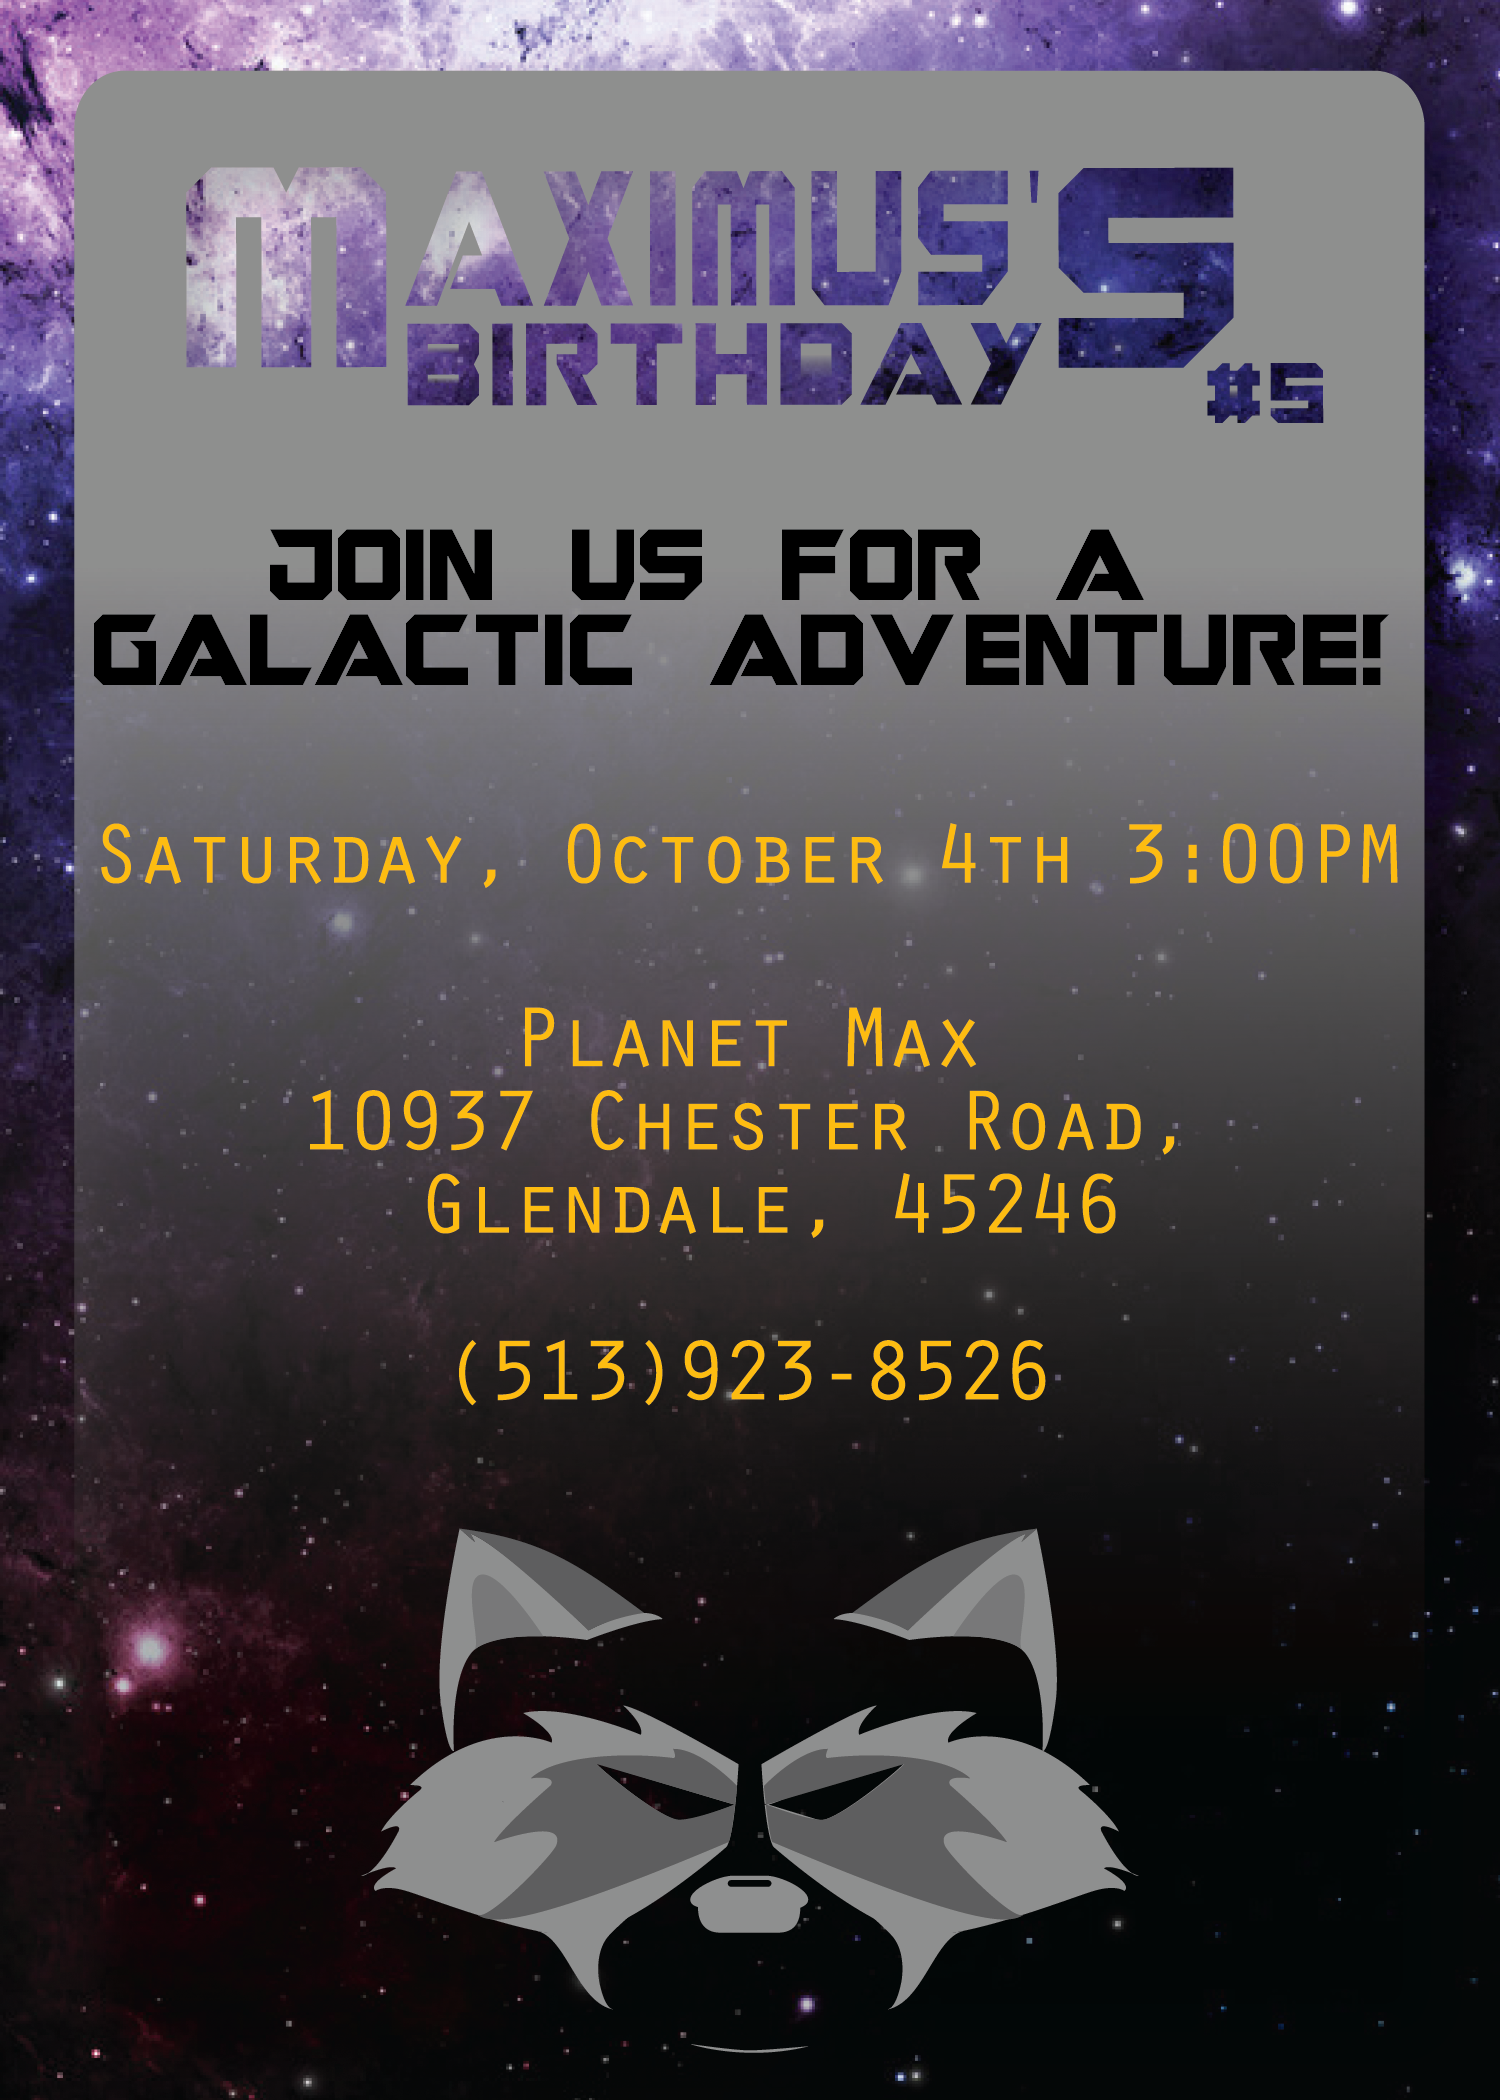 MAXIMUS'S
BIRTHDAY
#5
JOIN US FOR A
GALACTIC ADVENTURE!
SATURDAY, OCTOBER 4TH 3:00PM
PLANET MAX
10937 CHESTER ROAD,
GLENDALE, 45246
(513)923-8526